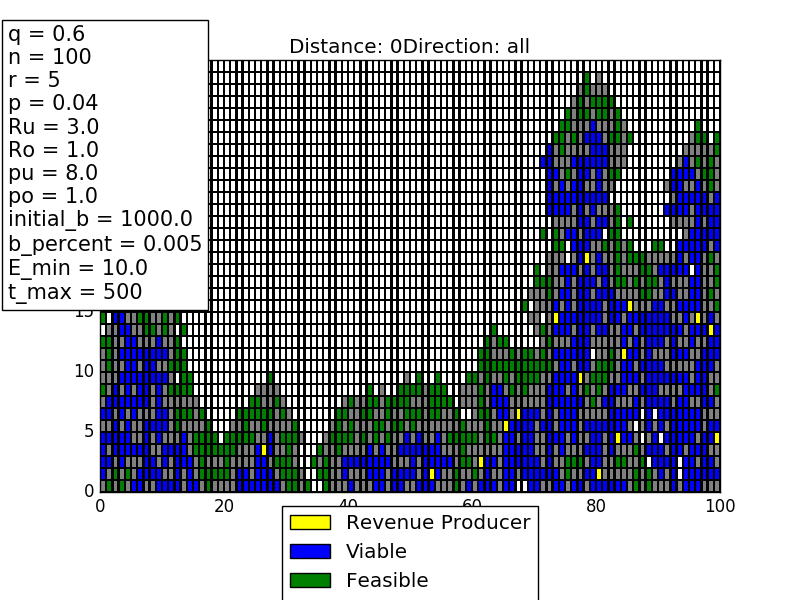 q = 0.6
n = 100
r = 5
p = 0.04
Ru = 3.0
Ro = 1.0
pu = 8.0
po = 1.0
initial_b = 1000.0
b_percent = 0.005
E_min = 10.0
t_max = 500
Distance: 0Direction: all
15
10
5
0
0 20 40 60 80 100
Revenue Producer
Viable
Feasible